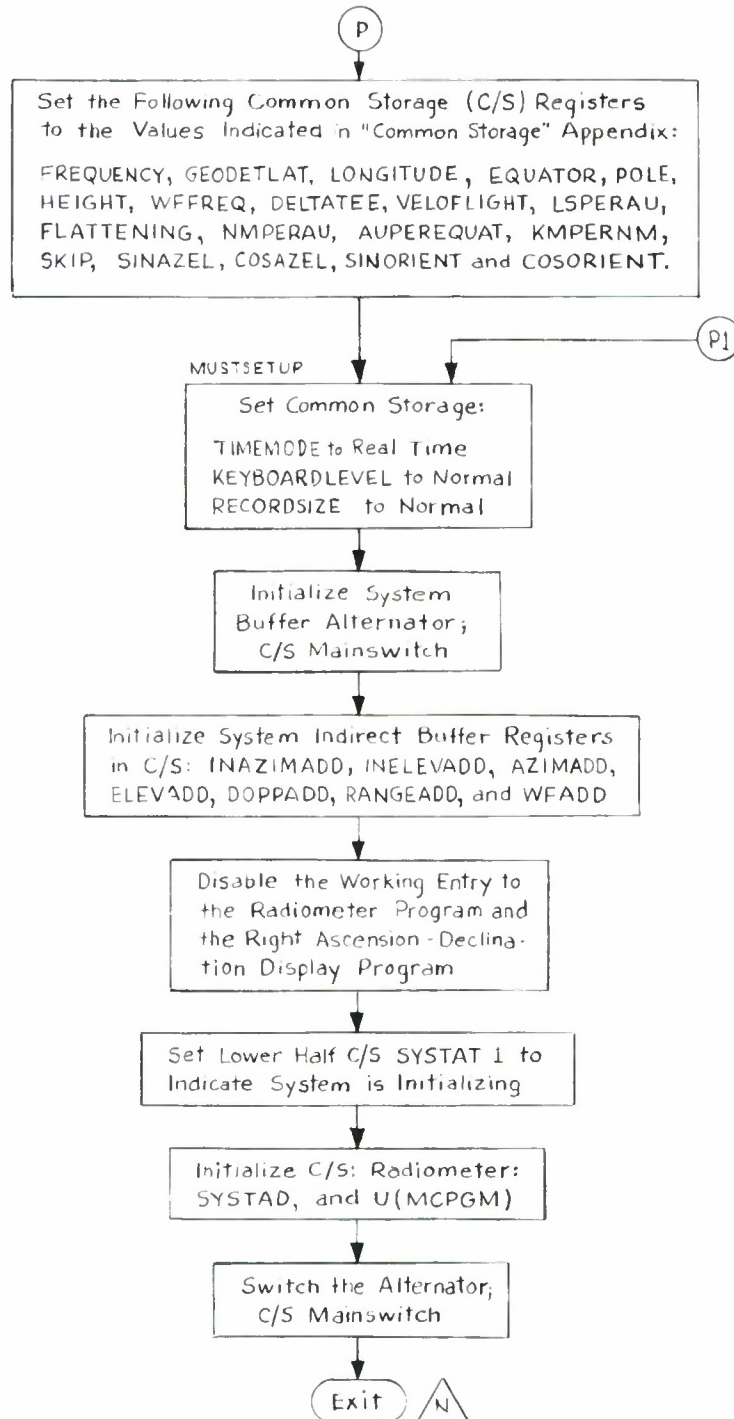 P
Set the Following Common Storage (C/S) Registers
to the Values Indicated in "Common Storage" Appendix:
FREQUENCY, GEODETLAT, LONGITUDE, EQUATOR, POLE,
HEIGHT, WFFREQ, DELTATEE, VELOFLIGHT, LSPERAU,
FLATTENING, NMPERAU, AUPEREQUAT, KMPERNM,
SKIP, SINAZEL, COSAZEL, SINORIENT and COSORIENT.
P1
MUSTSETUP
Set Common Storage:
TIMEMODE to Real Time
KEYBOARDLEVEL to Normal
RECORDSIZE to Normal
Initialize System
Buffer Alternator;
C/S Mainswitch
Initialize System Indirect Buffer Registers
in C/S: INAZIMADD, INELEVADD, AZIMADD,
ELEVADD, DOPPADD, RANGEADD, and WFADD
Disable the Working Entry to
the Radiometer Program and
the Right Ascension - Declina-
tion Display Program
Set Lower Half C/S SYSTAT 1 to
Indicate System is Initializing
Initialize C/S: Radiometer:
SYSTAD, and U(MCPGM)
Switch the Alternator;
C/S Mainswitch
Exit N